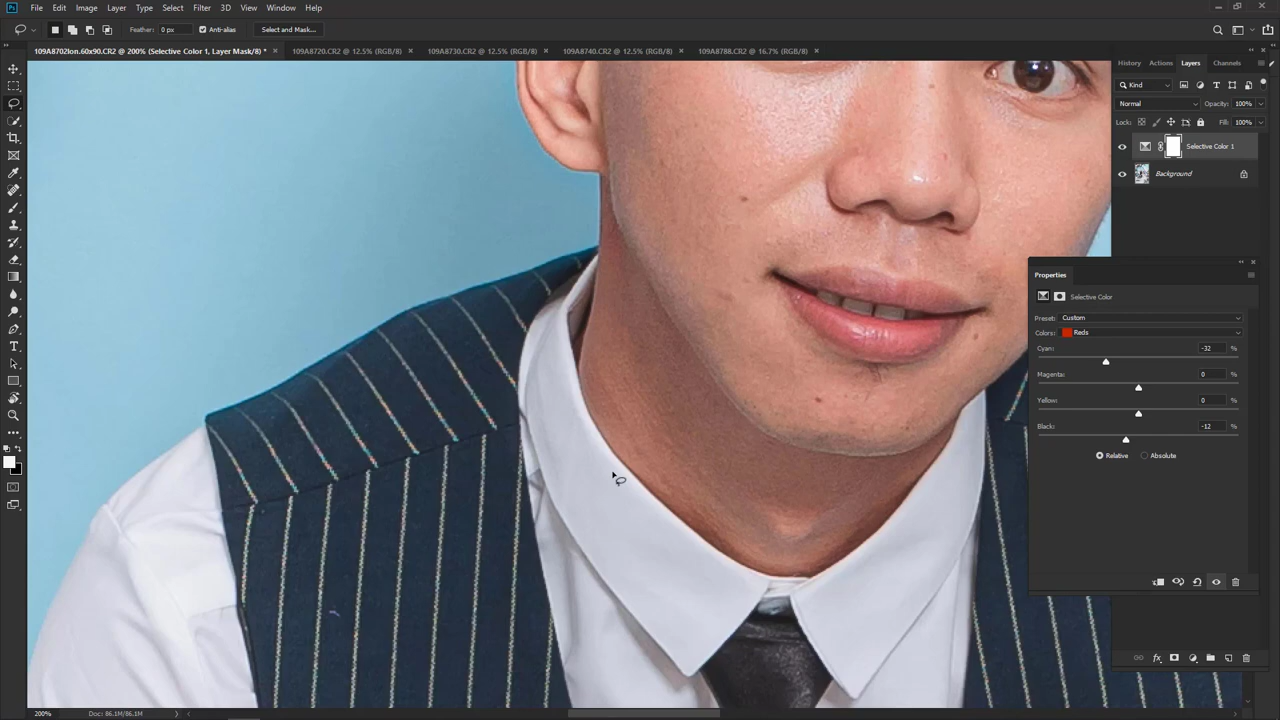 File Edit Image Layer Type Select Filter 3D View Window Help
Feather: 0 px Anti-alias Select and Mask...
109A8702lon.60x90.CR2 @ 200% (Selective Color 1, Layer Mask/8) * 109A8720.CR2 @ 12.5% (RGB/8) 109A8730.CR2 @ 12.5% (RGB/8) 109A8740.CR2 @ 12.5% (RGB/8) 109A8788.CR2 @ 16.7% (RGB/8)
History Actions Layers Channels
Kind
Normal Opacity: 100%
Lock: Fill: 100%
Selective Color 1
Background
Properties
Selective Color
Preset: Custom
Colors: Reds
Cyan: -32 %
Magenta: 0 %
Yellow: 0 %
Black: -12 %
Relative Absolute
200% Doc: 86.1M/86.1M